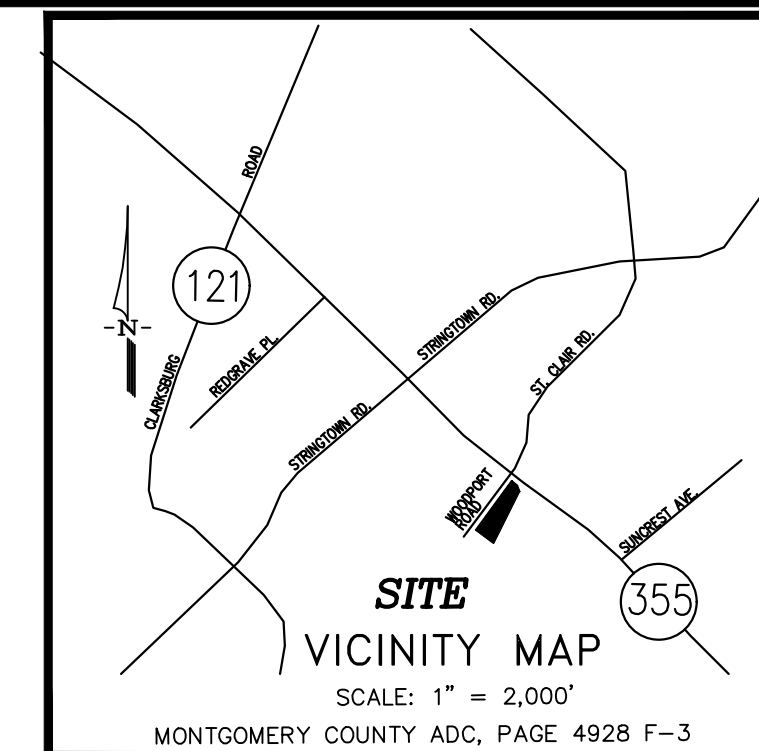 ROAD
121
-N-
CLARKSBURG
REDGRAVE PL.
STRINGTOWN RD.
STRINGTOWN RD.
ST. CLAIR RD.
WOODPORT
ROAD
SUNCREST AVE.
355
SITE
VICINITY MAP
SCALE: 1" = 2,000'
MONTGOMERY COUNTY ADC, PAGE 4928 F-3